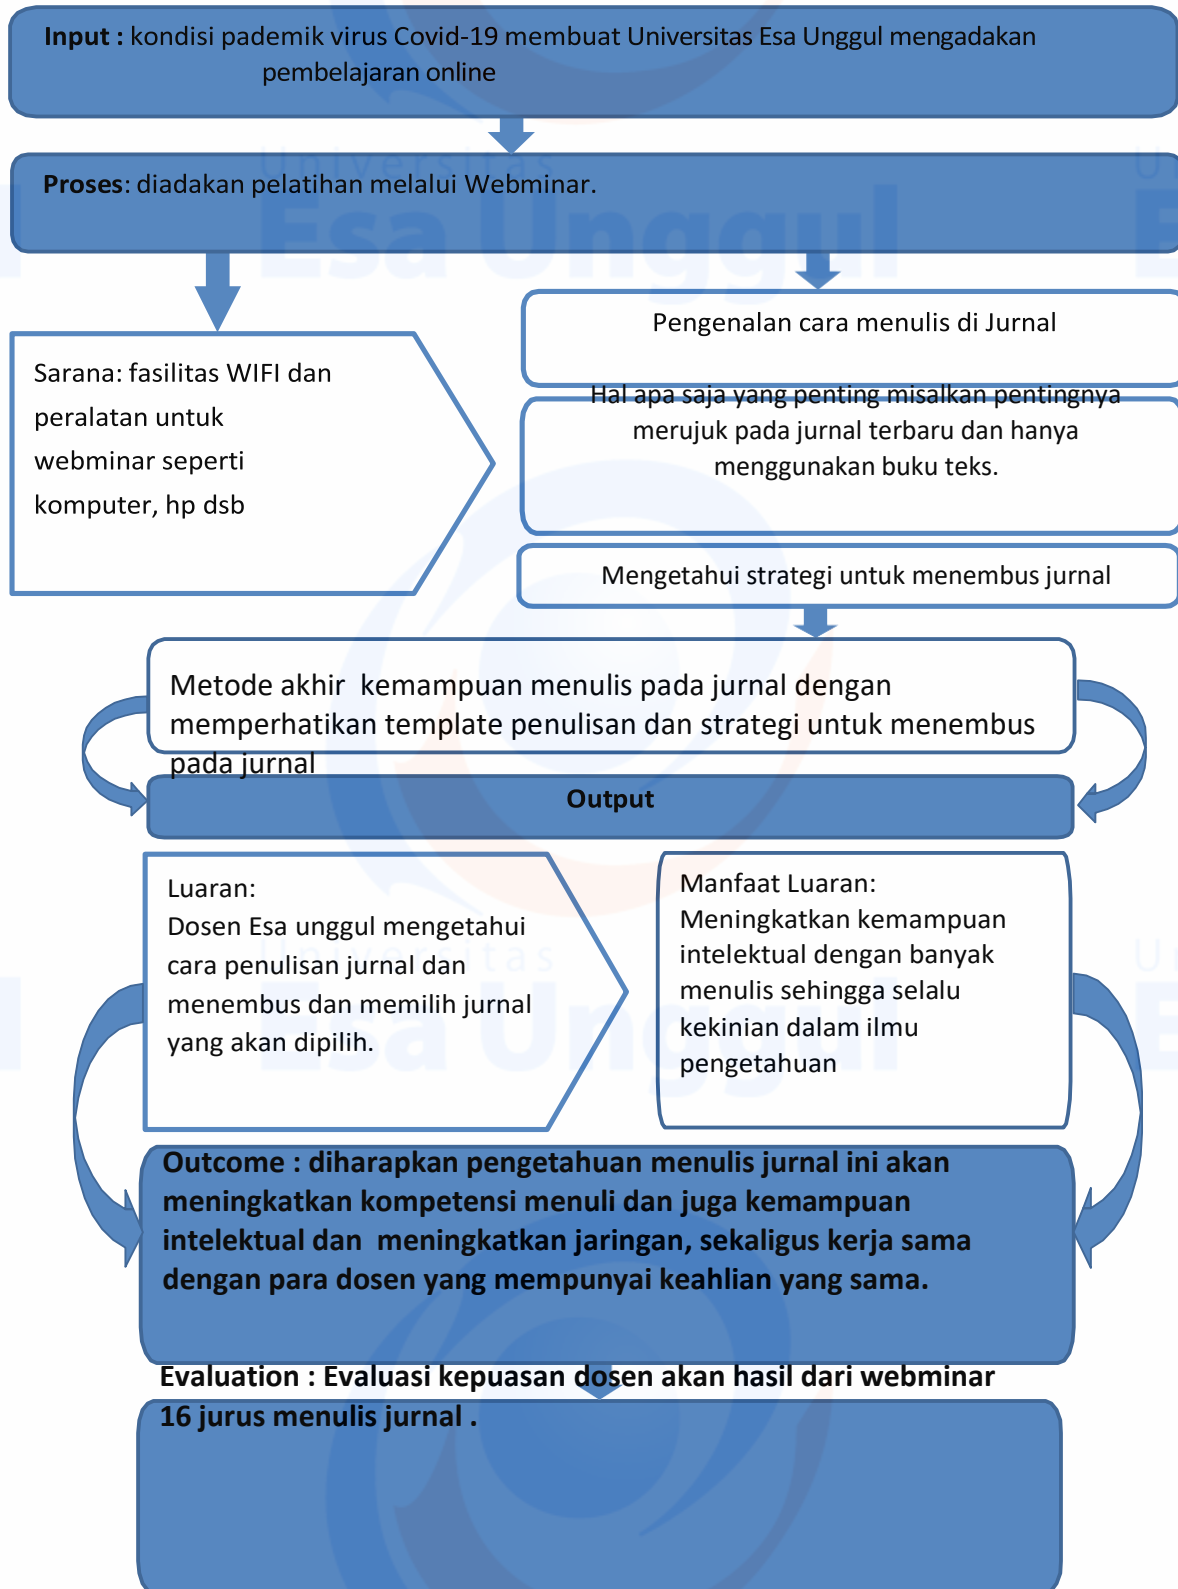 Input : kondisi pademik virus Covid-19 membuat Universitas Esa Unggul mengadakan
pembelajaran online
Proses: diadakan pelatihan melalui Webminar.
Universitas
Esa Unggul
Sarana: fasilitas WIFI dan
peralatan untuk
webminar seperti
komputer, hp dsb
Pengenalan cara menulis di Jurnal
Hal apa saja yang penting misalkan pentingnya
merujuk pada jurnal terbaru dan hanya
menggunakan buku teks.
Mengetahui strategi untuk menembus jurnal
Metode akhir kemampuan menulis pada jurnal dengan
memperhatikan template penulisan dan strategi untuk menembus
pada jurnal
Output
Luaran:
Dosen Esa unggul mengetahui
cara penulisan jurnal dan
menembus dan memilih jurnal
yang akan dipilih.
Manfaat Luaran:
Meningkatkan kemampuan
intelektual dengan banyak
menulis sehingga selalu
kekinian dalam ilmu
pengetahuan
Universitas
Esa Unggul
Outcome : diharapkan pengetahuan menulis jurnal ini akan
meningkatkan kompetensi menuli dan juga kemampuan
intelektual dan meningkatkan jaringan, sekaligus kerja sama
dengan para dosen yang mempunyai keahlian yang sama.
Evaluation : Evaluasi kepuasan dosen akan hasil dari webminar
16 jurus menulis jurnal .